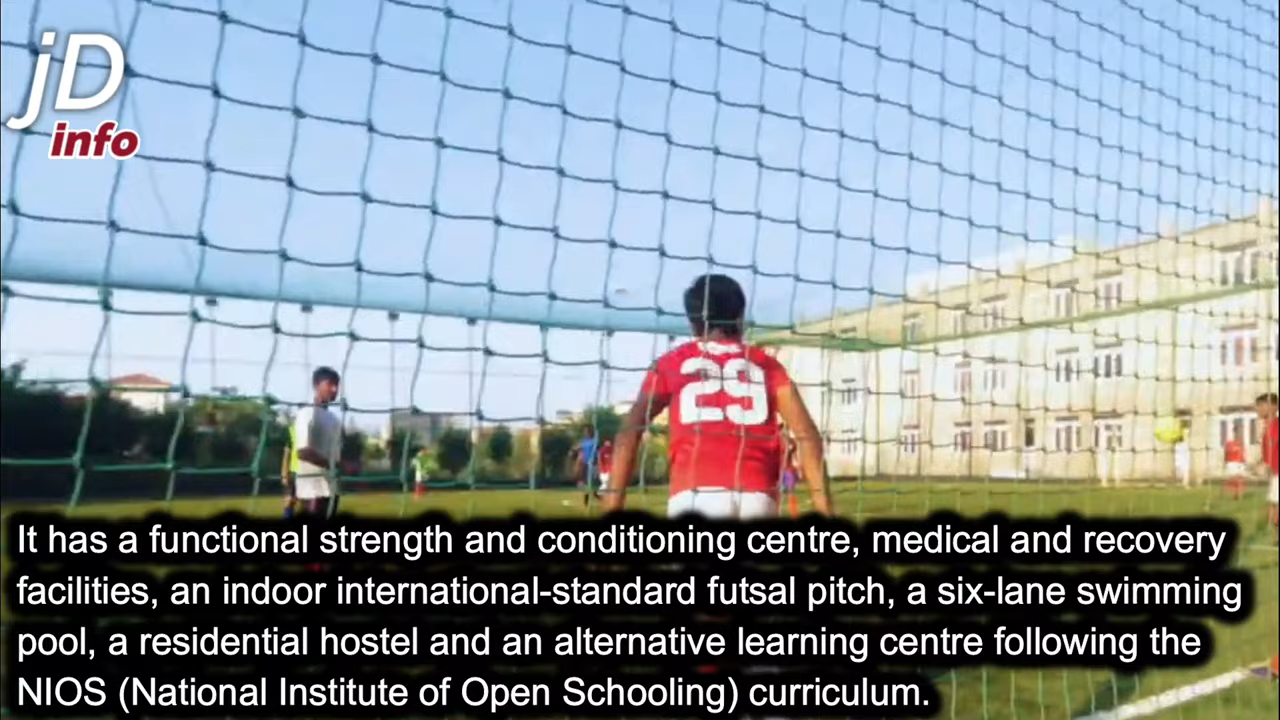 jD
info
29
It has a functional strength and conditioning centre, medical and recovery
facilities, an indoor international-standard futsal pitch, a six-lane swimming
pool, a residential hostel and an alternative learning centre following the
NIOS (National Institute of Open Schooling) curriculum.